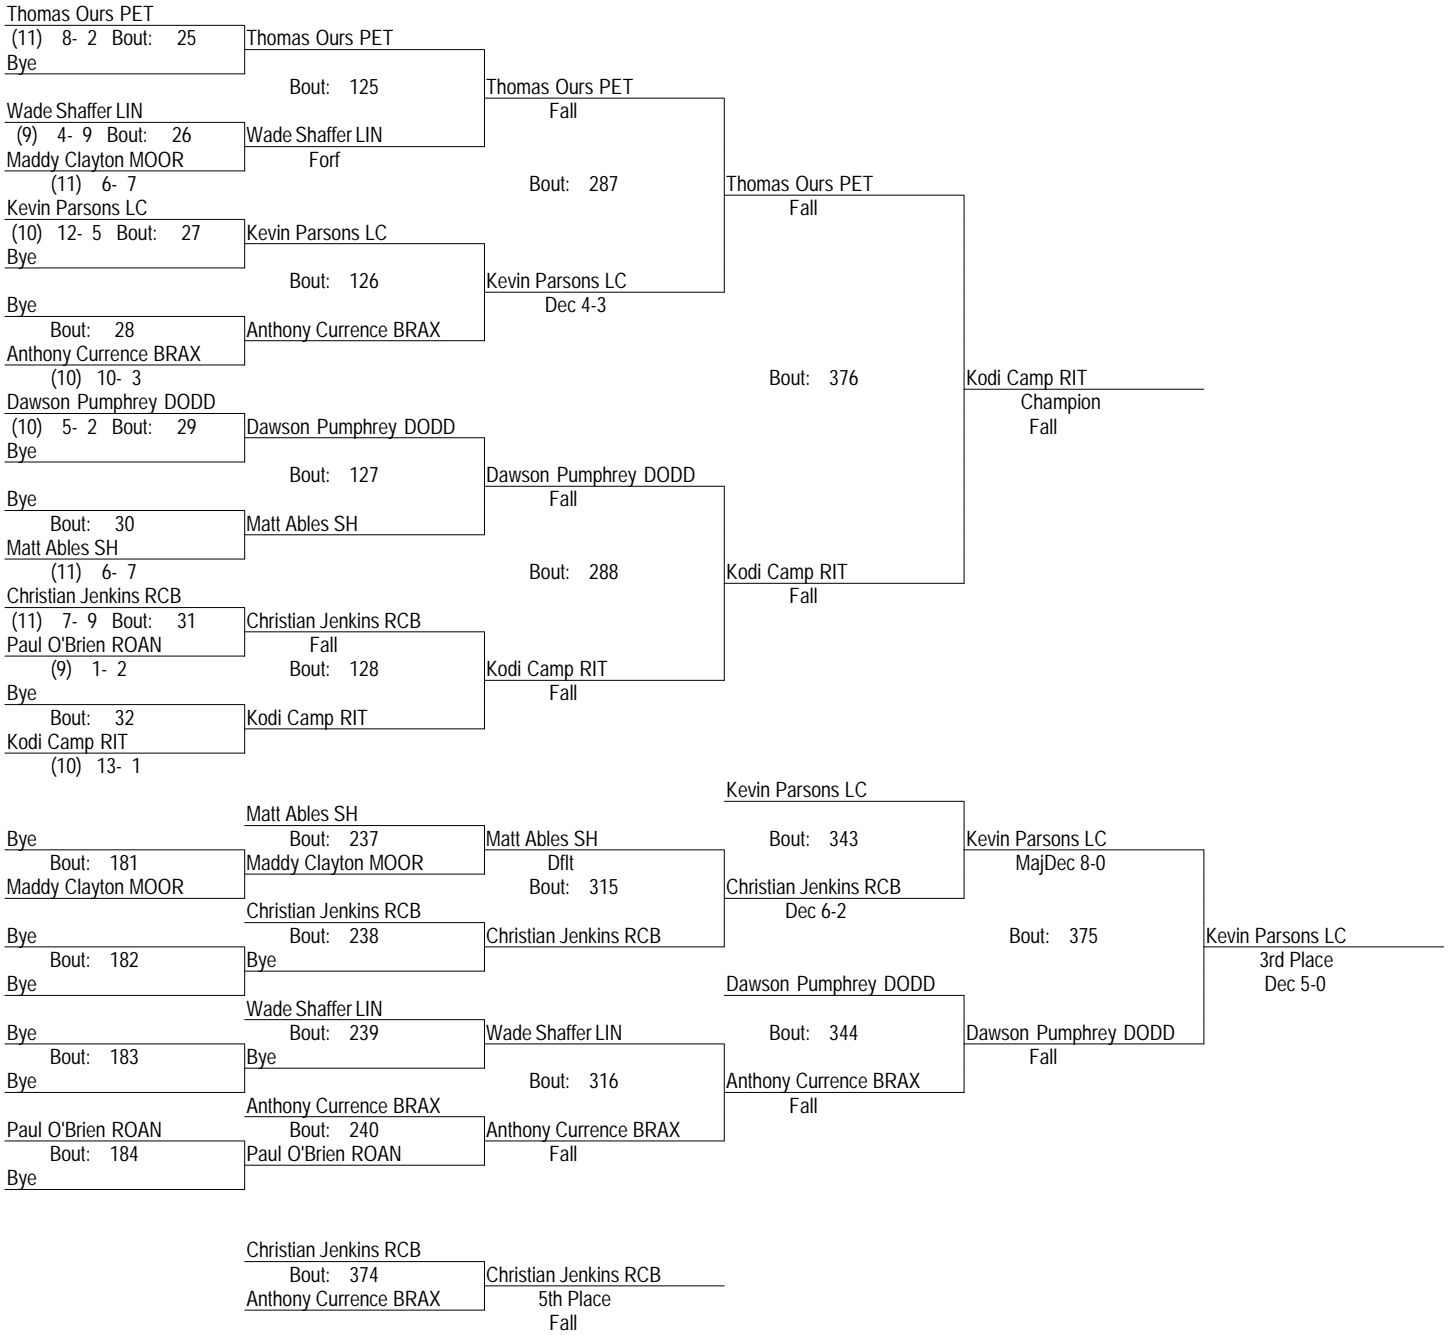 Thomas Ours PET
(11) 8- 2 Bout: 25
Thomas Ours PET
Bye
Bout: 125
Thomas Ours PET
Wade Shaffer LIN
Fall
(9) 4- 9 Bout: 26
Wade Shaffer LIN
Maddy Clayton MOOR
Forf
(11) 6- 7
Bout: 287
Thomas Ours PET
Kevin Parsons LC
Fall
(10) 12- 5 Bout: 27
Kevin Parsons LC
Bye
Bout: 126
Kevin Parsons LC
Bye
Dec 4-3
Bout: 28
Anthony Currence BRAX
Anthony Currence BRAX
(10) 10- 3
Bout: 376
Kodi Camp RIT
Dawson Pumphrey DODD
Champion
(10) 5- 2 Bout: 29
Dawson Pumphrey DODD
Fall
Bye
Bout: 127
Dawson Pumphrey DODD
Bye
Fall
Bout: 30
Matt Ables SH
Matt Ables SH
(11) 6- 7
Bout: 288
Kodi Camp RIT
Christian Jenkins RCB
Fall
(11) 7- 9 Bout: 31
Christian Jenkins RCB
Paul O'Brien ROAN
Fall
(9) 1- 2
Bout: 128
Kodi Camp RIT
Bye
Fall
Bout: 32
Kodi Camp RIT
Kodi Camp RIT
(10) 13- 1
Kevin Parsons LC
Matt Ables SH
Bye
Bout: 237
Matt Ables SH
Bout: 343
Kevin Parsons LC
Bout: 181
Maddy Clayton MOOR
Dflt
MajDec 8-0
Maddy Clayton MOOR
Bout: 315
Christian Jenkins RCB
Christian Jenkins RCB
Dec 6-2
Bye
Bout: 238
Christian Jenkins RCB
Bout: 375
Kevin Parsons LC
Bout: 182
Bye
3rd Place
Bye
Dawson Pumphrey DODD
Dec 5-0
Wade Shaffer LIN
Bye
Bout: 239
Wade Shaffer LIN
Bout: 344
Dawson Pumphrey DODD
Bout: 183
Bye
Fall
Bye
Bout: 316
Anthony Currence BRAX
Anthony Currence BRAX
Fall
Paul O'Brien ROAN
Bout: 240
Anthony Currence BRAX
Bout: 184
Paul O'Brien ROAN
Fall
Bye
Christian Jenkins RCB
Bout: 374
Christian Jenkins RCB
Anthony Currence BRAX
5th Place
Fall